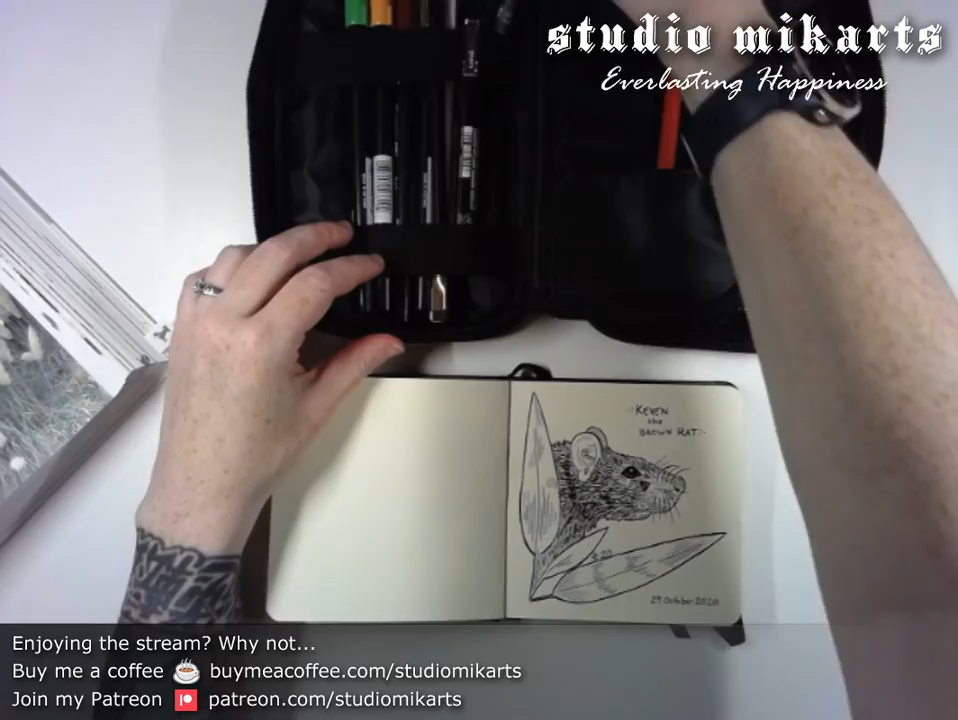 studio mikarts
Everlasting Happiness
KEVEN
the
BROWN RAT
29 October 2020
Enjoying the stream? Why not...
Buy me a coffee buymeacoffee.com/studiomikarts
Join my Patreon patreon.com/studiomikarts